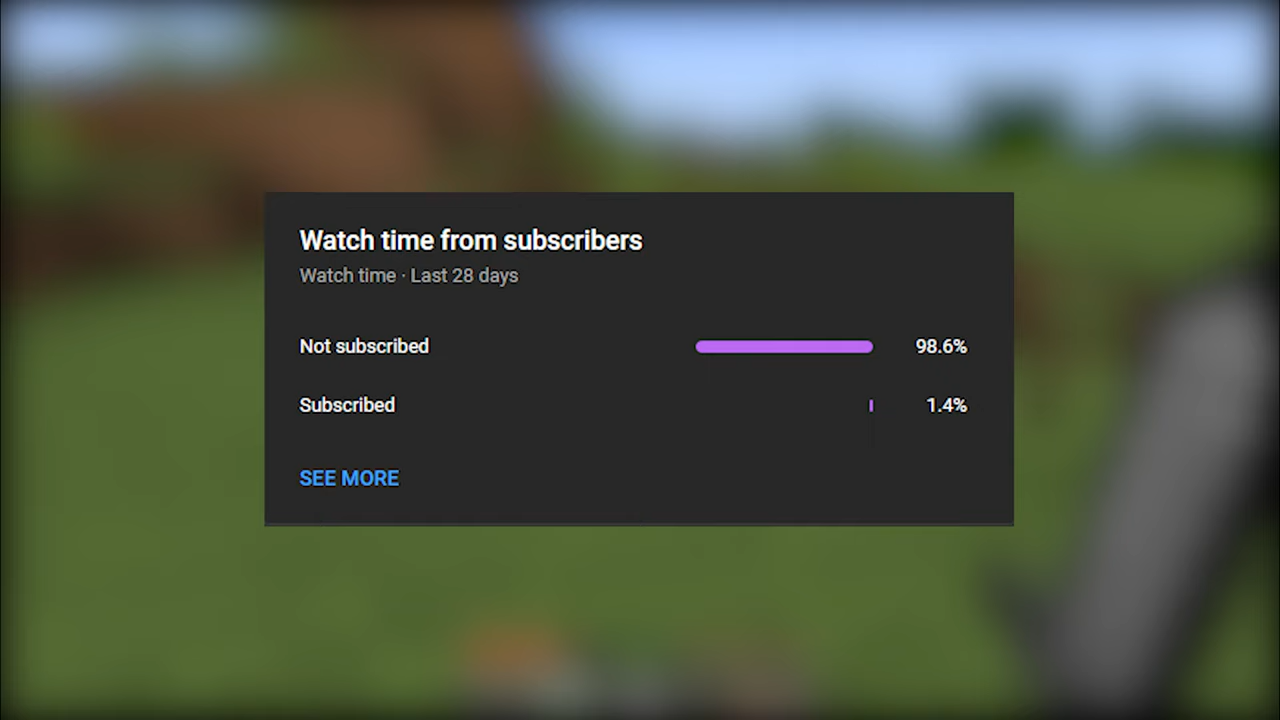 Watch time from subscribers
Watch time · Last 28 days
Not subscribed 98.6%
Subscribed 1.4%
SEE MORE